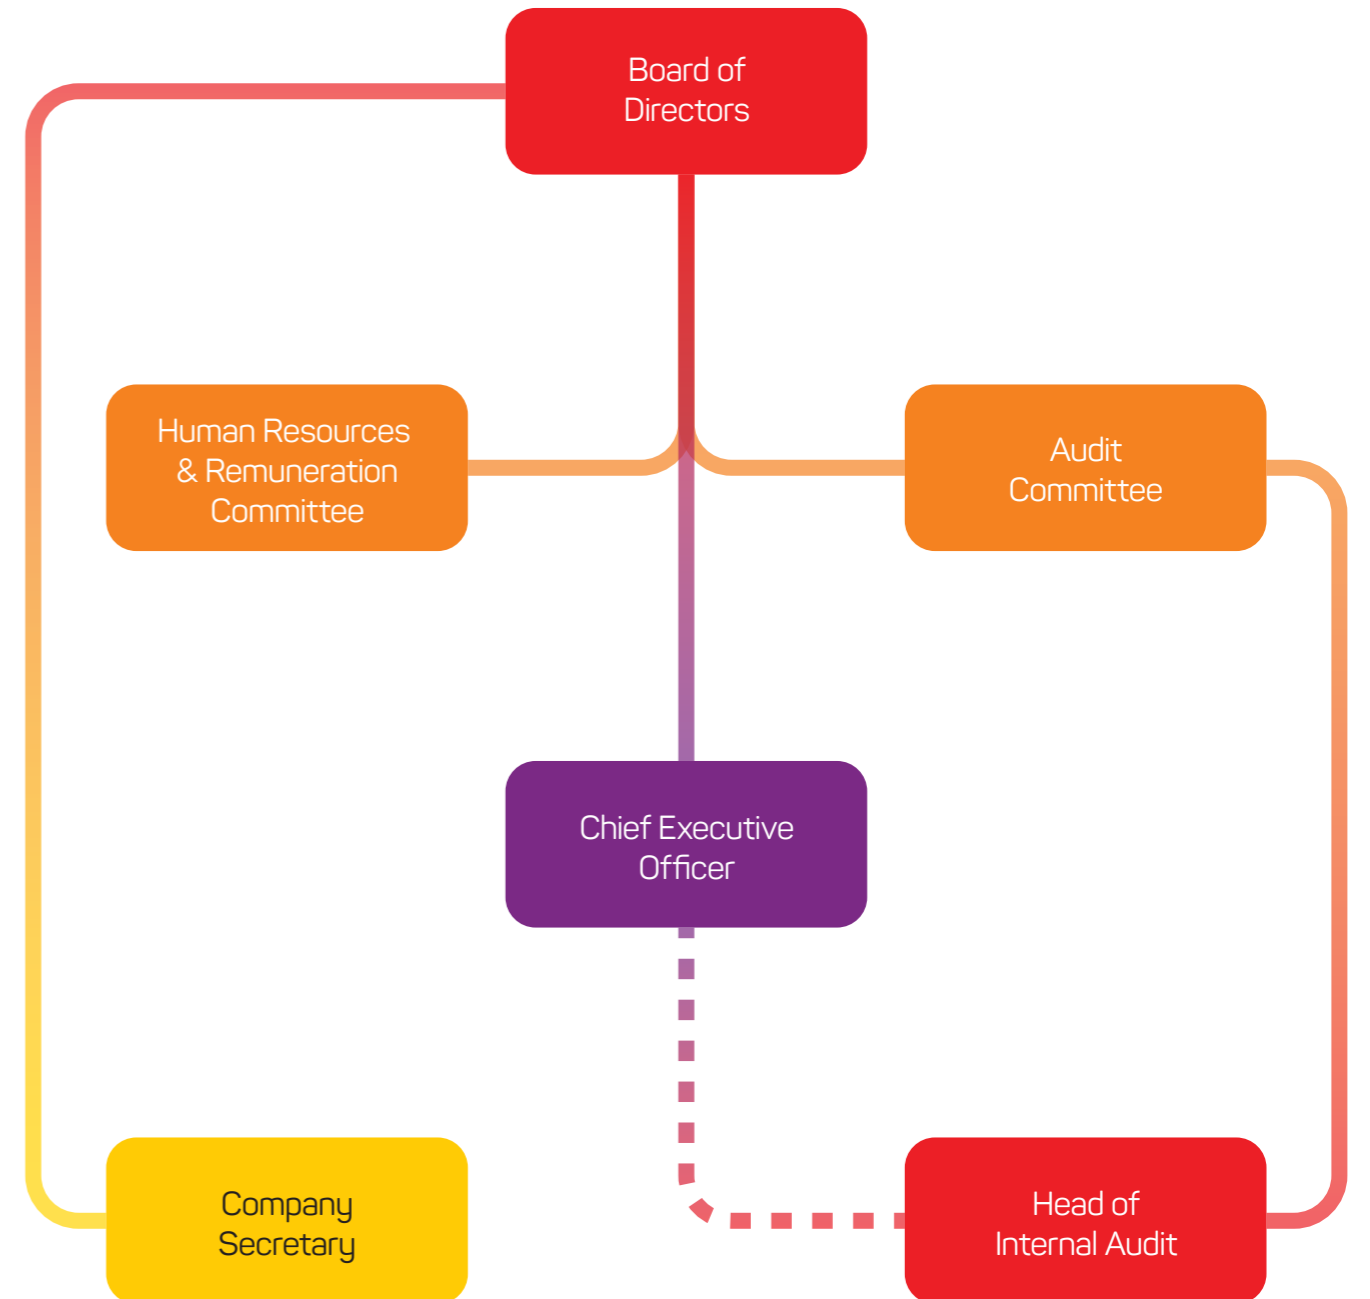 Board of
Directors
Human Resources
& Remuneration
Committee
Audit
Committee
Chief Executive
Officer
Company
Secretary
Head of
Internal Audit